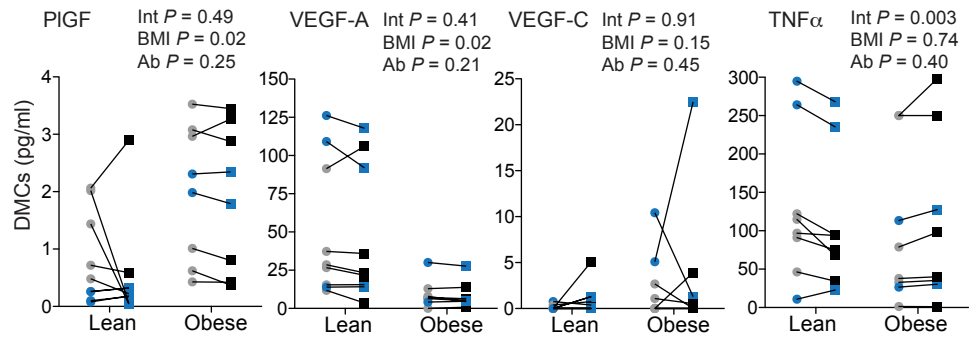 PlGF
Int P = 0.49
BMI P = 0.02
Ab P = 0.25
VEGF-A
Int P = 0.41
BMI P = 0.02
Ab P = 0.21
VEGF-C
Int P = 0.91
BMI P = 0.15
Ab P = 0.45
TNFα
Int P = 0.003
BMI P = 0.74
Ab P = 0.40
DMCs (pg/ml)
4
3
2
1
0
Lean Obese
150
125
100
75
50
25
0
Lean Obese
25
20
15
10
5
0
Lean Obese
300
250
200
150
100
50
0
Lean Obese